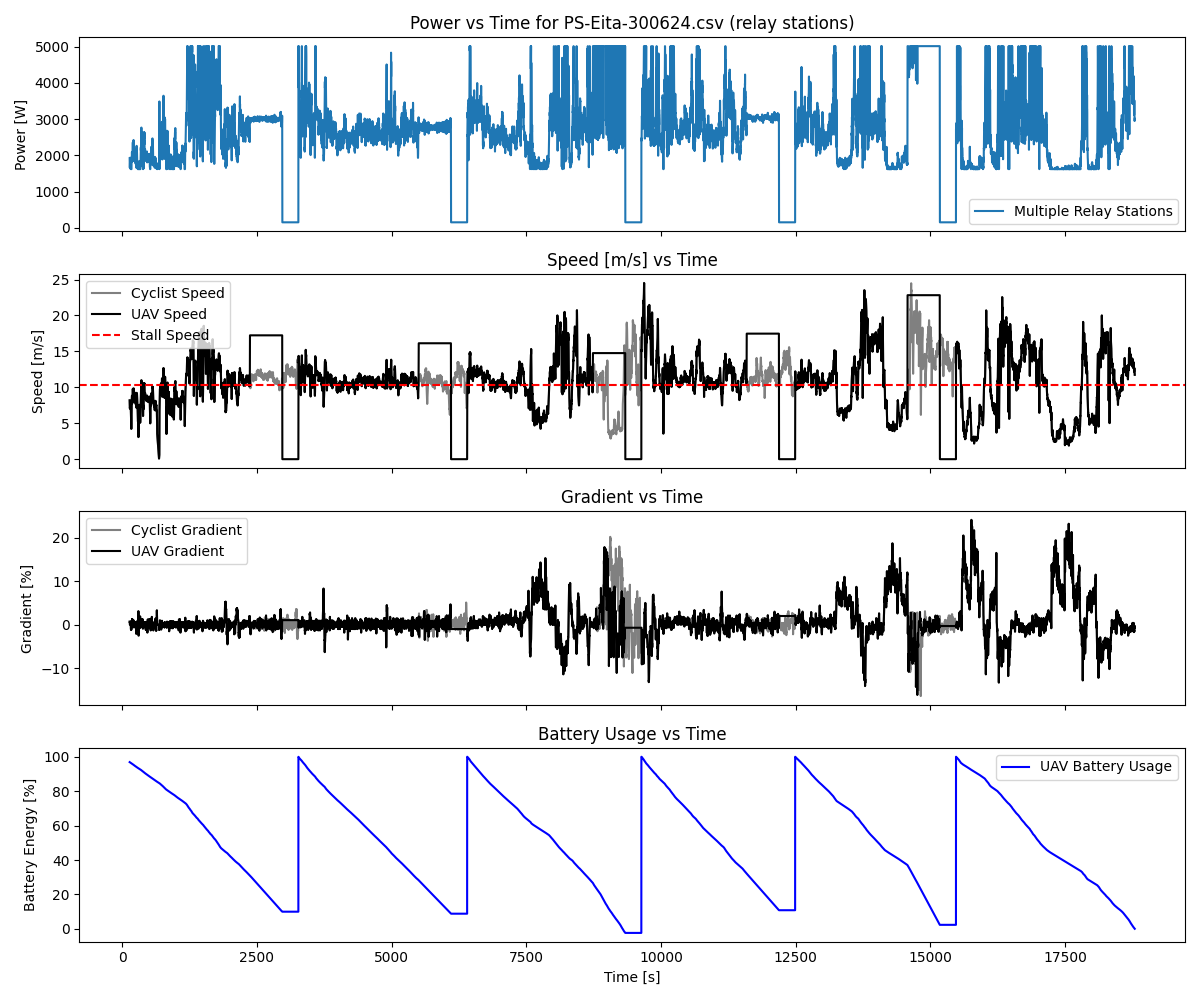 Power vs Time for PS-Eita-300624.csv (relay stations)
Power [W]
5000
4000
3000
2000
1000
0
Multiple Relay Stations
Speed [m/s] vs Time
Speed [m/s]
25
20
15
10
5
0
Cyclist Speed
UAV Speed
Stall Speed
Gradient vs Time
Gradient [%]
20
10
0
−10
Cyclist Gradient
UAV Gradient
Battery Usage vs Time
Battery Energy [%]
100
80
60
40
20
0
UAV Battery Usage
0 2500 5000 7500 10000 12500 15000 17500
Time [s]